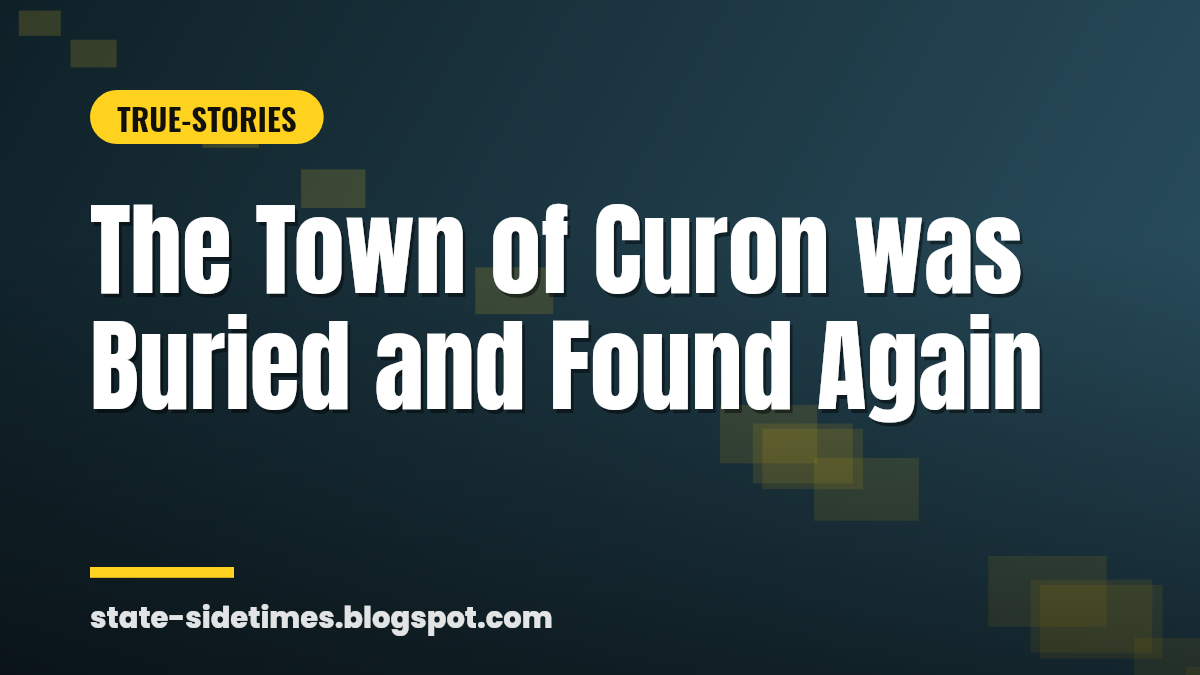 TRUE-STORIES
The Town of Curon was
Buried and Found Again
state-sidetimes.blogspot.com